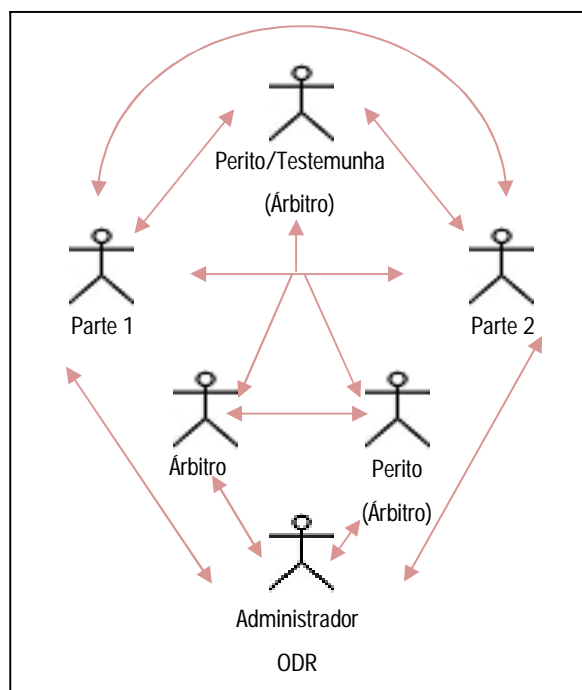 Perito/Testemunha
(Árbitro)
Parte 1
Parte 2
Árbitro
Perito
(Árbitro)
Administrador
ODR